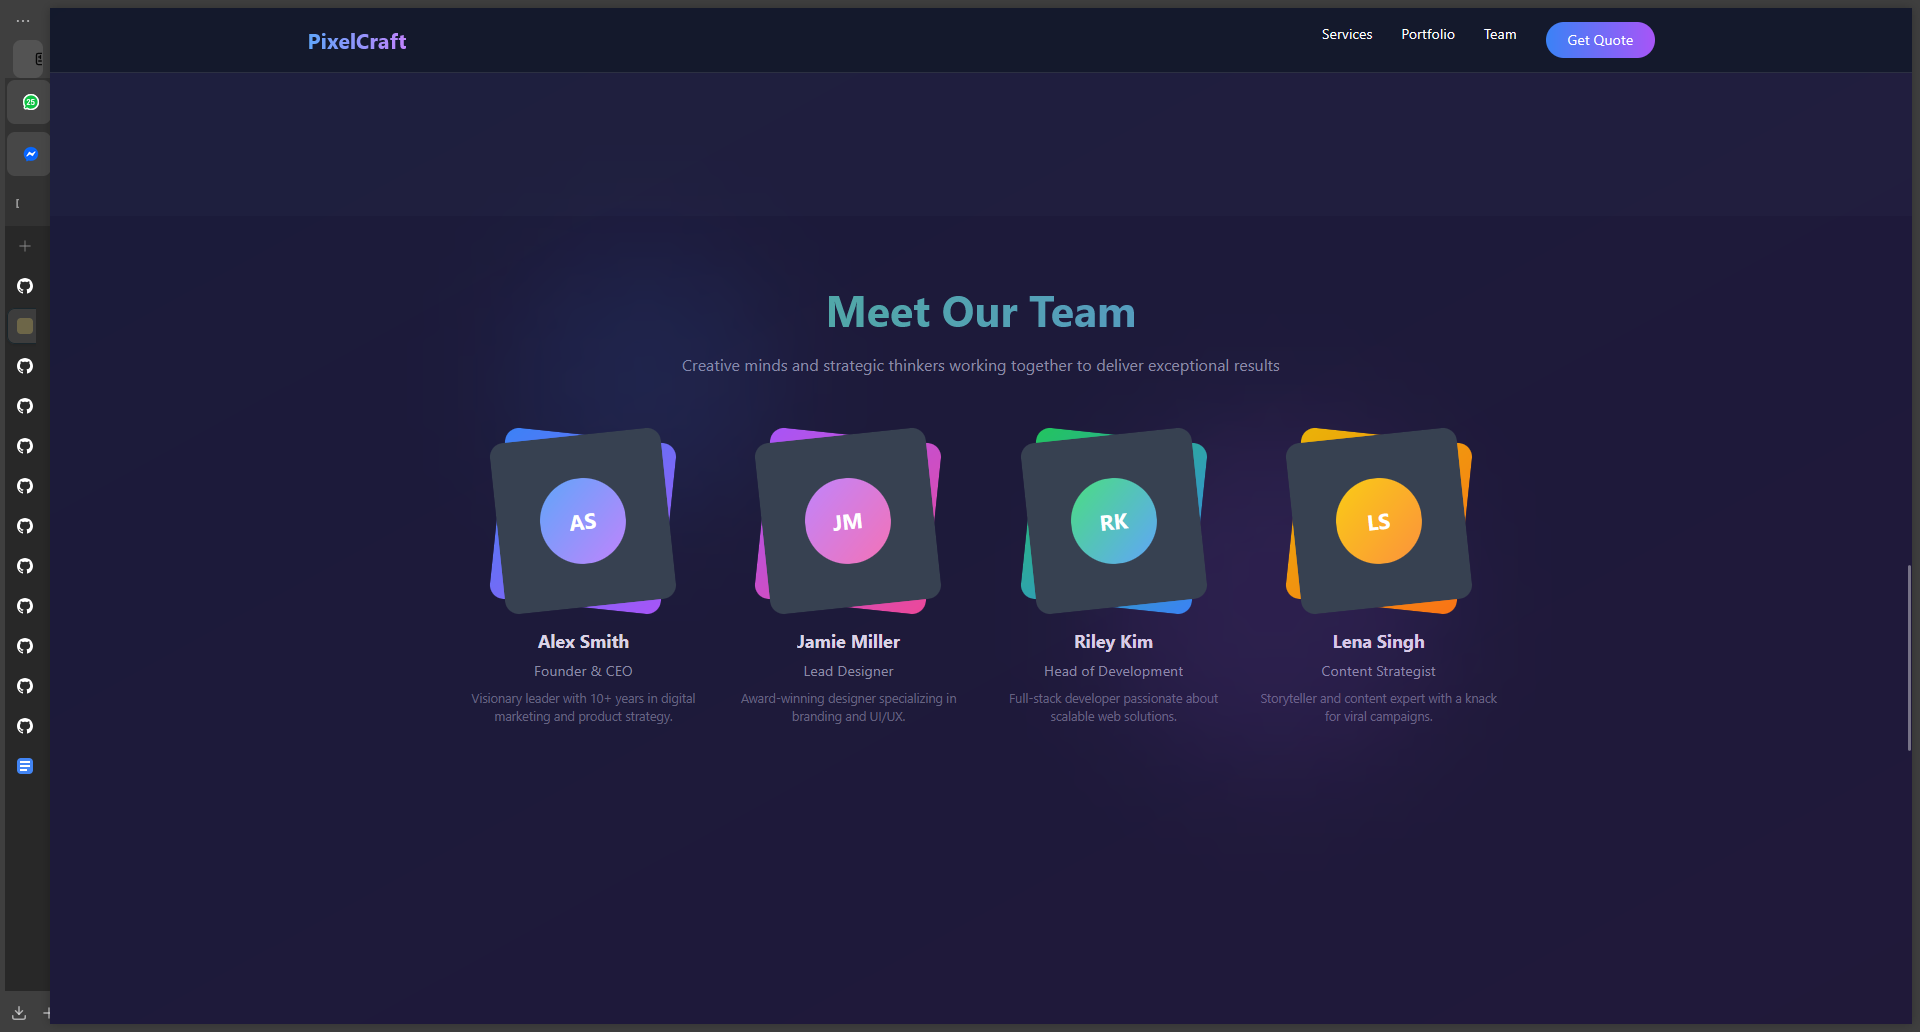 PixelCraft
Services
Portfolio
Team
Get Quote
25
Meet Our Team
Creative minds and strategic thinkers working together to deliver exceptional results
AS
JM
RK
LS
Alex Smith
Founder & CEO
Visionary leader with 10+ years in digital
marketing and product strategy.
Jamie Miller
Lead Designer
Award-winning designer specializing in
branding and UI/UX.
Riley Kim
Head of Development
Full-stack developer passionate about
scalable web solutions.
Lena Singh
Content Strategist
Storyteller and content expert with a knack
for viral campaigns.